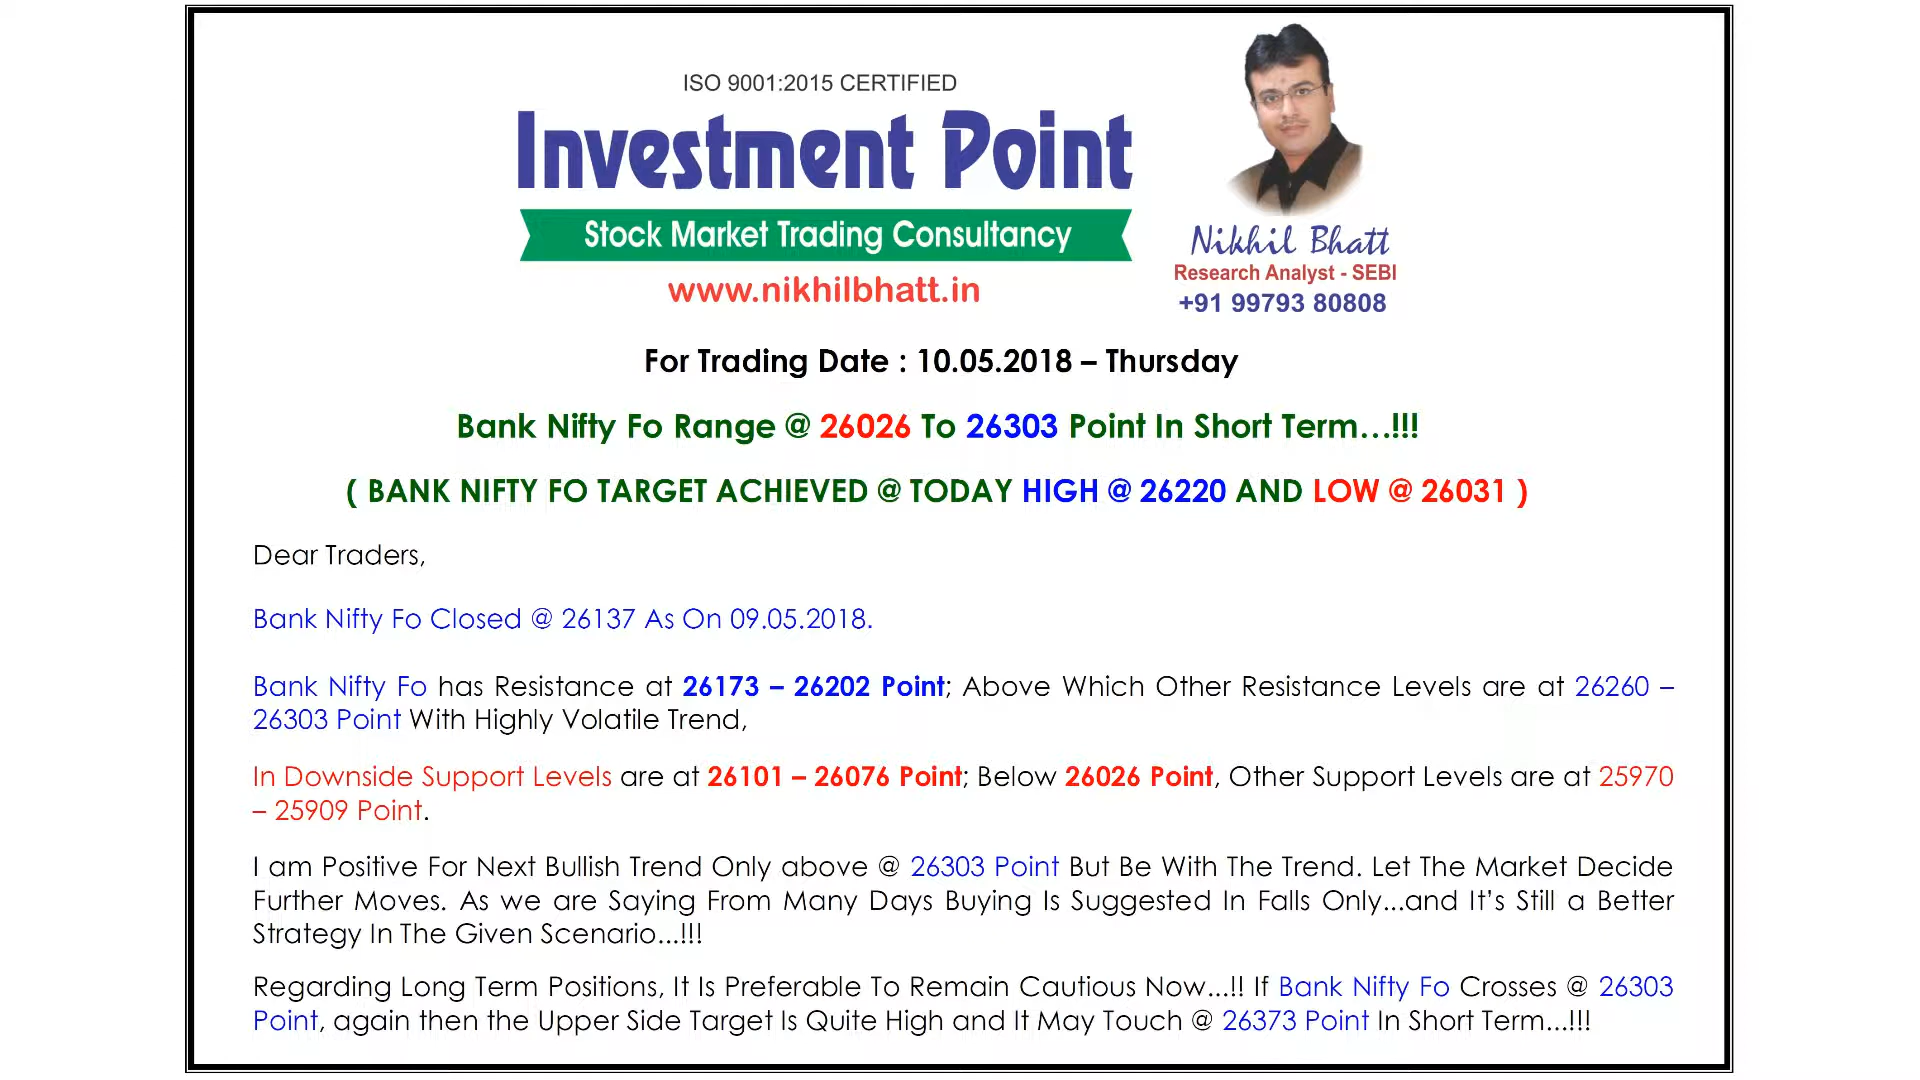 ISO 9001:2015 CERTIFIED
Investment Point
Stock Market Trading Consultancy
www.nikhilbhatt.in
Nikhil Bhatt
Research Analyst - SEBI
+91 99793 80808
For Trading Date : 10.05.2018 – Thursday
Bank Nifty Fo Range @ 26026 To 26303 Point In Short Term...!!!
( BANK NIFTY FO TARGET ACHIEVED @ TODAY HIGH @ 26220 AND LOW @ 26031 )
Dear Traders,
Bank Nifty Fo Closed @ 26137 As On 09.05.2018.
Bank Nifty Fo has Resistance at 26173 – 26202 Point; Above Which Other Resistance Levels are at 26260 –
26303 Point With Highly Volatile Trend,
In Downside Support Levels are at 26101 – 26076 Point; Below 26026 Point, Other Support Levels are at 25970
– 25909 Point.
I am Positive For Next Bullish Trend Only above @ 26303 Point But Be With The Trend. Let The Market Decide
Further Moves. As we are Saying From Many Days Buying Is Suggested In Falls Only...and It’s Still a Better
Strategy In The Given Scenario...!!!
Regarding Long Term Positions, It Is Preferable To Remain Cautious Now...!! If Bank Nifty Fo Crosses @ 26303
Point, again then the Upper Side Target Is Quite High and It May Touch @ 26373 Point In Short Term...!!!